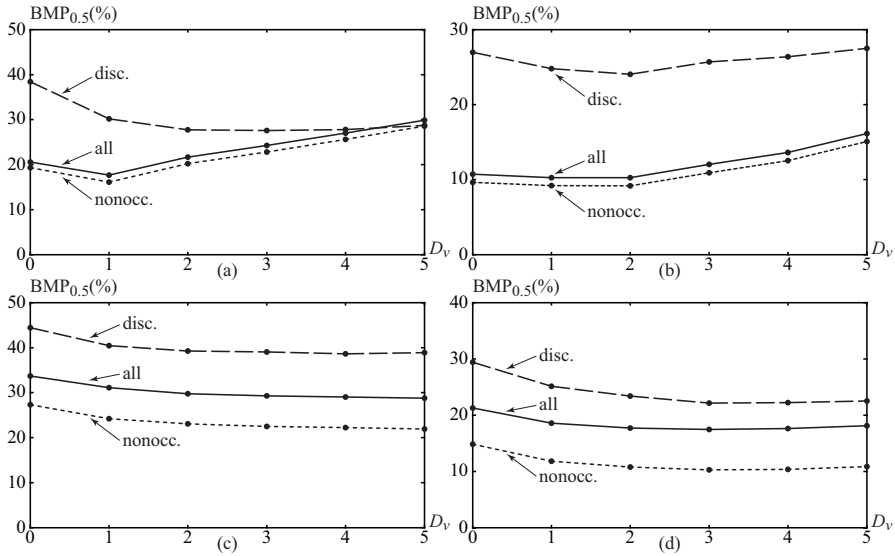 BMP0.5(%)
50
40
30
20
10
0
disc.
all
nonocc.
0 1 2 3 4 5
Dv
(a)
BMP0.5(%)
30
20
10
0
disc.
all
nonocc.
0 1 2 3 4 5
Dv
(b)
BMP0.5(%)
50
40
30
20
10
0
disc.
all
nonocc.
0 1 2 3 4 5
Dv
(c)
BMP0.5(%)
40
30
20
10
0
disc.
all
nonocc.
0 1 2 3 4 5
Dv
(d)